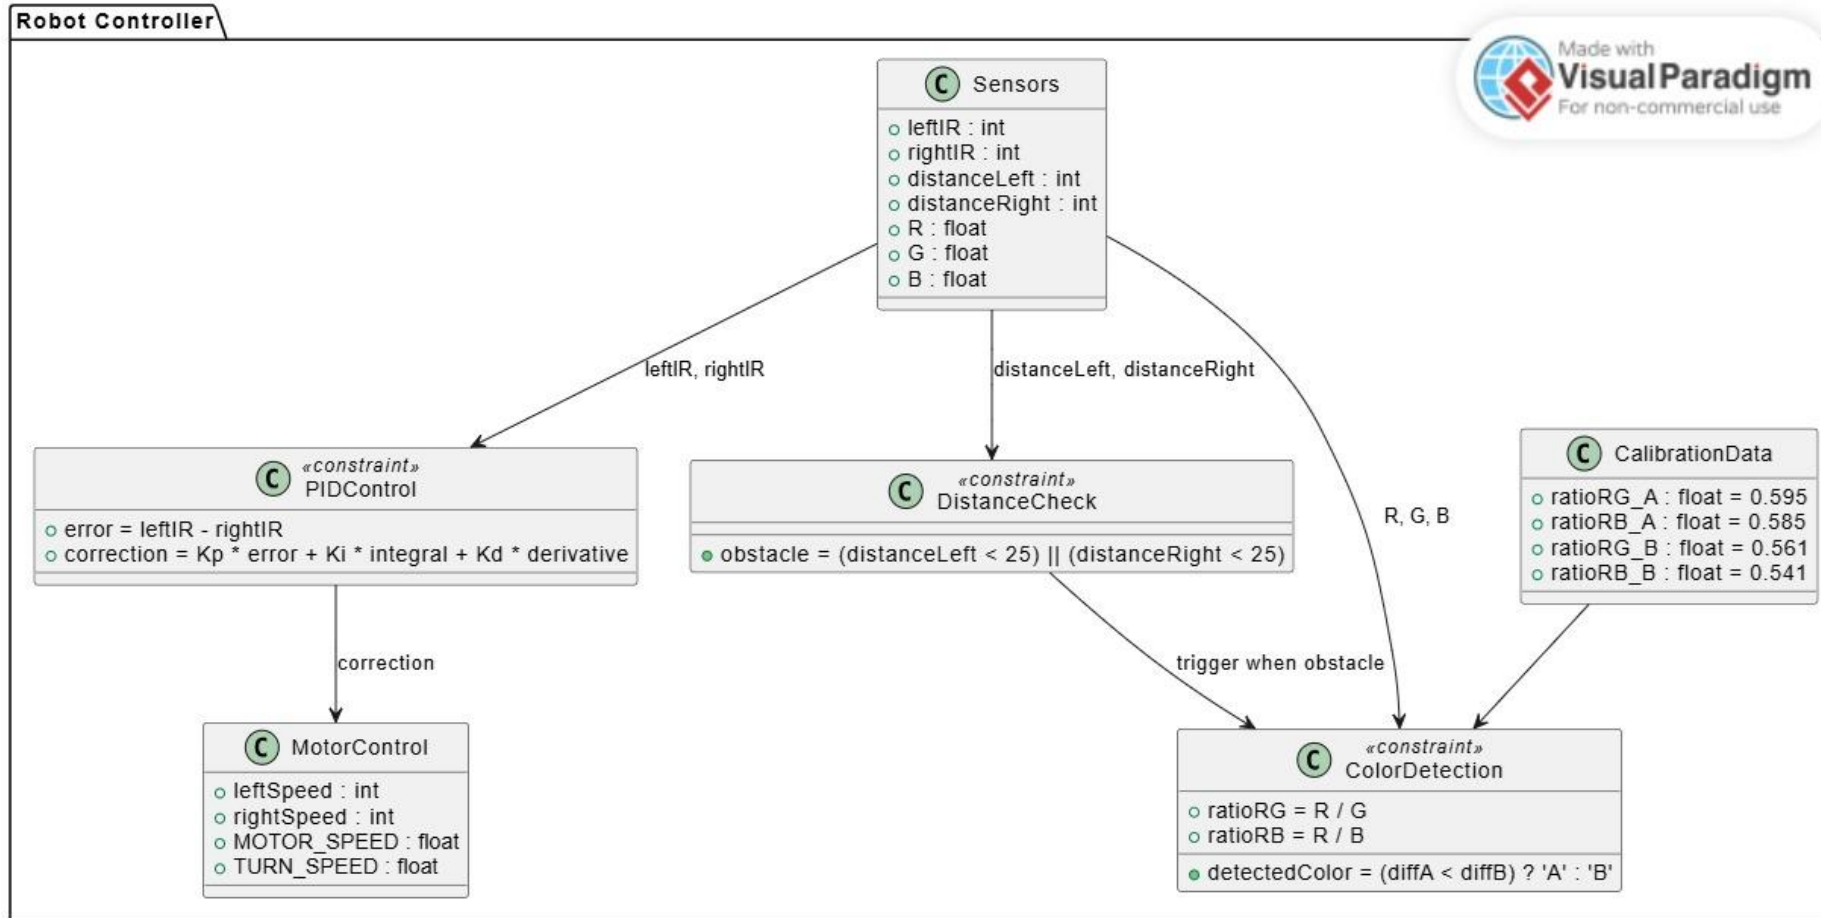 Robot Controller
Made with
Visual Paradigm
For non-commercial use
C Sensors
leftIR : int
rightIR : int
distanceLeft : int
distanceRight : int
R : float
G : float
B : float
leftIR, rightIR
distanceLeft, distanceRight
R, G, B
C «constraint»
PIDControl
error = leftIR - rightIR
correction = Kp * error + Ki * integral + Kd * derivative
C «constraint»
DistanceCheck
obstacle = (distanceLeft < 25) || (distanceRight < 25)
C CalibrationData
ratioRG_A : float = 0.595
ratioRB_A : float = 0.585
ratioRG_B : float = 0.561
ratioRB_B : float = 0.541
correction
trigger when obstacle
C MotorControl
leftSpeed : int
rightSpeed : int
MOTOR_SPEED : float
TURN_SPEED : float
C «constraint»
ColorDetection
ratioRG = R / G
ratioRB = R / B
detectedColor = (diffA < diffB) ? 'A' : 'B'